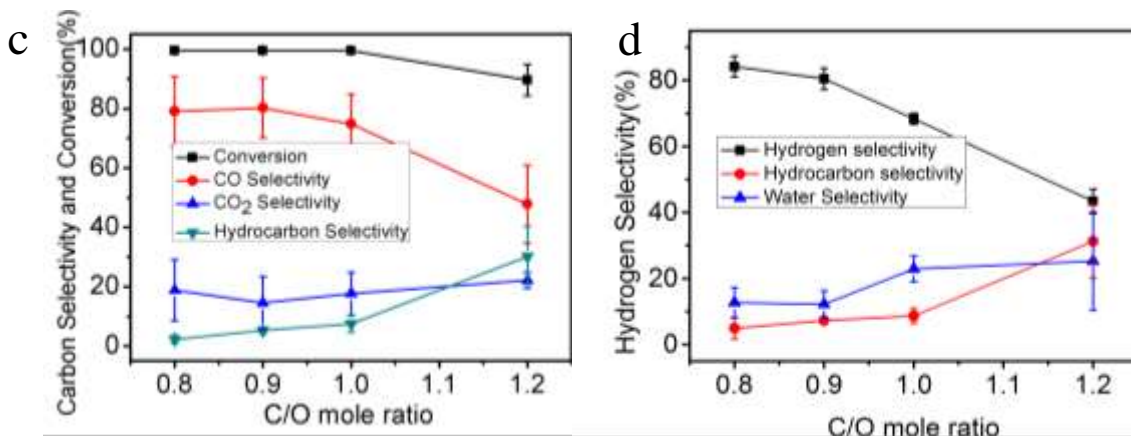 c
Carbon Selectivity and Conversion(%)
100
80
60
40
20
0
Conversion
CO Selectivity
CO₂ Selectivity
Hydrocarbon Selectivity
0.8 0.9 1.0 1.1 1.2
C/O mole ratio
d
Hydrogen Selectivity(%)
80
60
40
20
0
Hydrogen selectivity
Hydrocarbon selectivity
Water Selectivity
0.8 0.9 1.0 1.1 1.2
C/O mole ratio